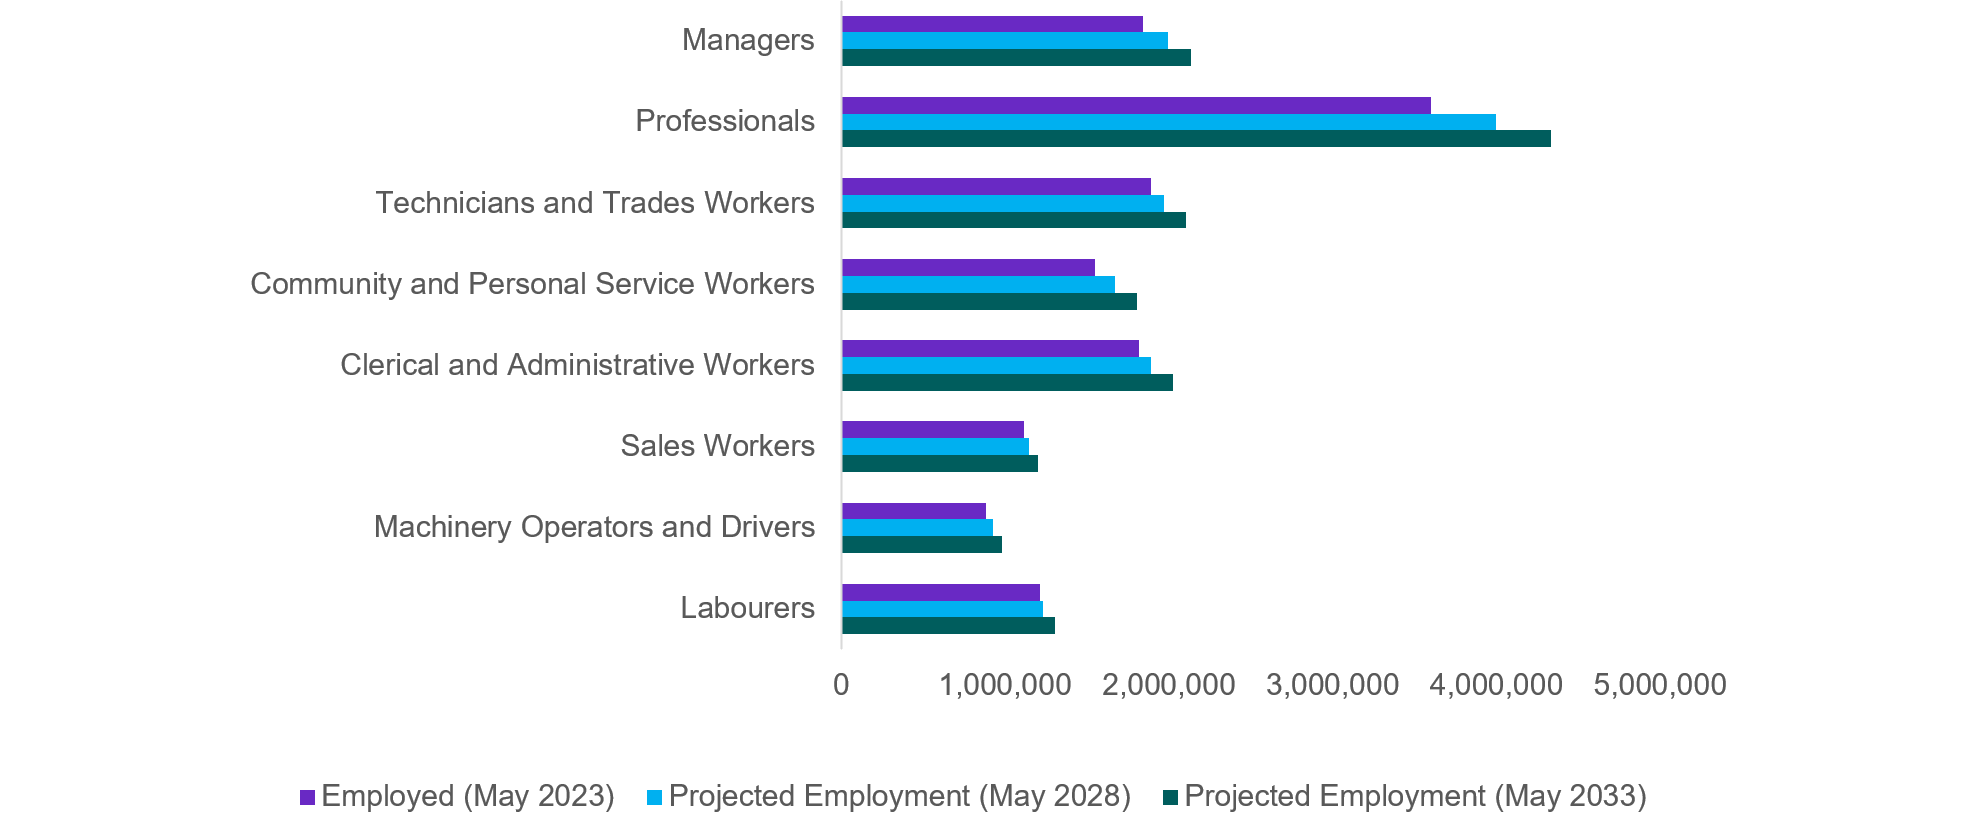 Managers
Professionals
Technicians and Trades Workers
Community and Personal Service Workers
Clerical and Administrative Workers
Sales Workers
Machinery Operators and Drivers
Labourers
0 1,000,000 2,000,000 3,000,000 4,000,000 5,000,000
Employed (May 2023) Projected Employment (May 2028) Projected Employment (May 2033)